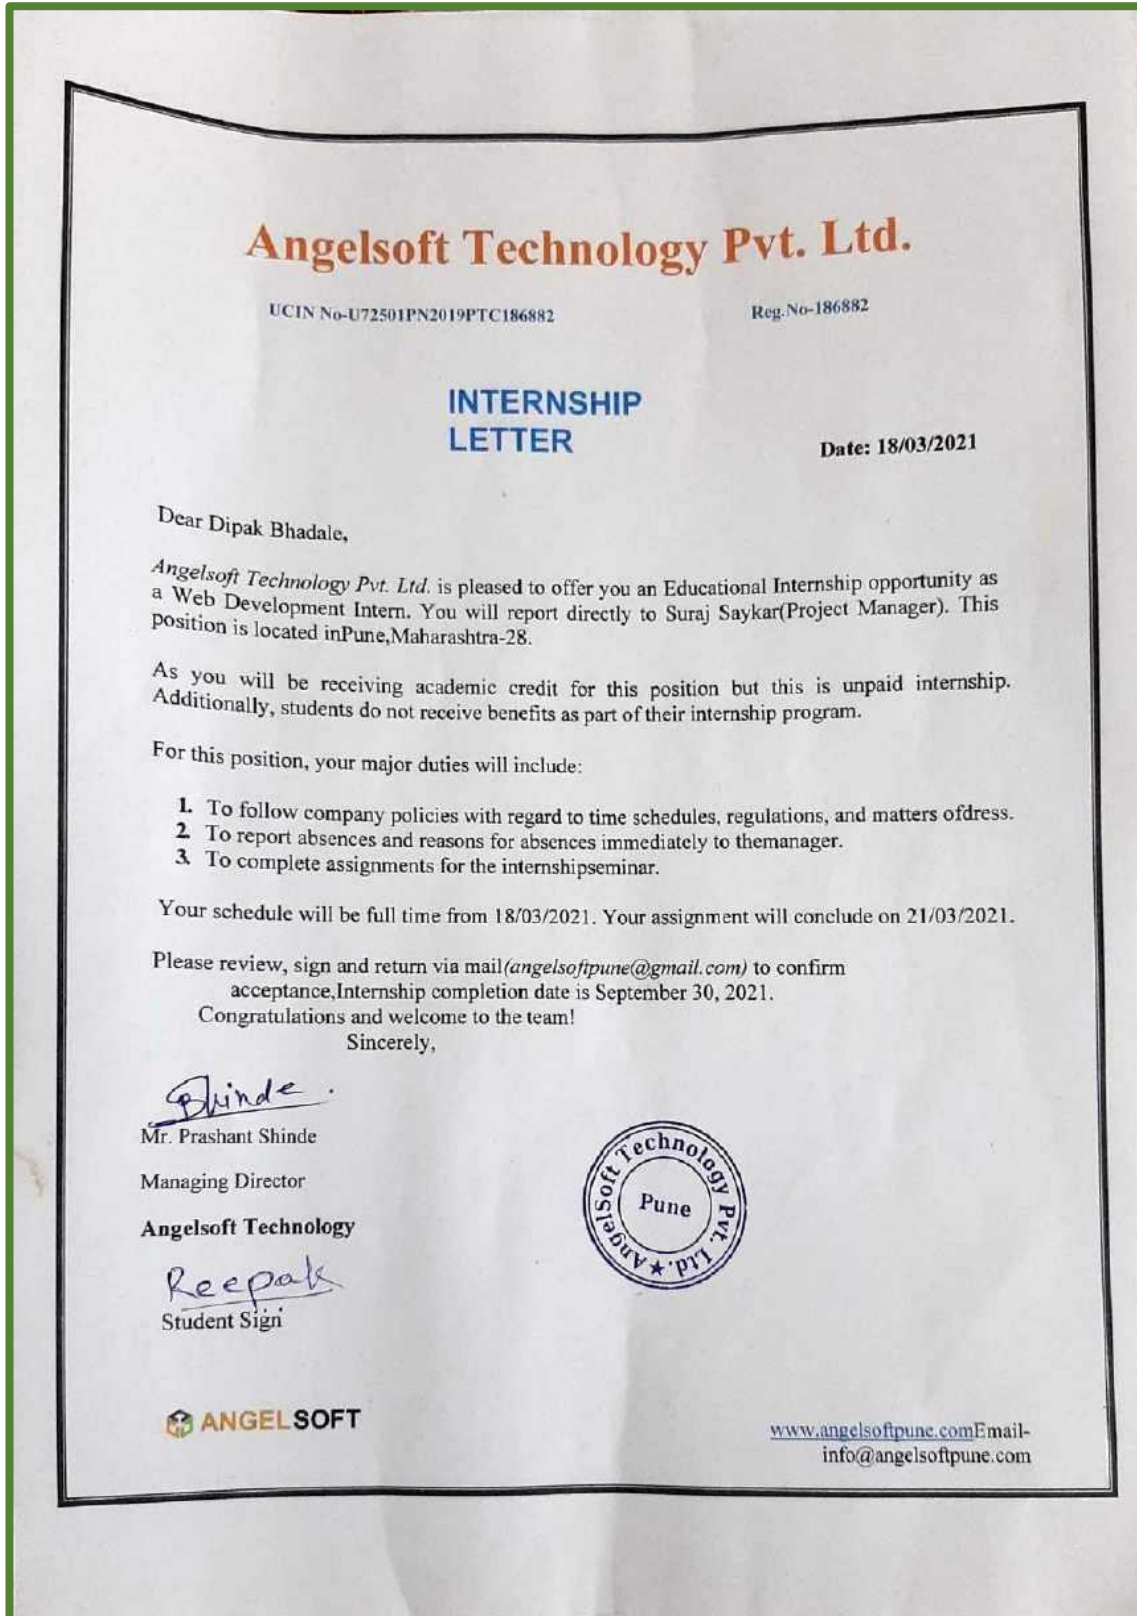 Angelsoft Technology Pvt. Ltd.
UCIN No-U72501PN2019PTC186882 Reg.No-186882
INTERNSHIP
LETTER
Date: 18/03/2021
Dear Dipak Bhadale,
Angelsoft Technology Pvt. Ltd. is pleased to offer you an Educational Internship opportunity as
a Web Development Intern. You will report directly to Suraj Saykar(Project Manager). This
position is located inPune,Maharashtra-28.
As you will be receiving academic credit for this position but this is unpaid internship.
Additionally, students do not receive benefits as part of their internship program.
For this position, your major duties will include:
1. To follow company policies with regard to time schedules, regulations, and matters ofdress.
2. To report absences and reasons for absences immediately to themanager.
3. To complete assignments for the internshipseminar.
Your schedule will be full time from 18/03/2021. Your assignment will conclude on 21/03/2021.
Please review, sign and return via mail(angelsoftpune@gmail.com) to confirm
acceptance,Internship completion date is September 30, 2021.
Congratulations and welcome to the team!
Sincerely,
Shinde.
Mr. Prashant Shinde
Managing Director
Angelsoft Technology
Reepak
Student Sign
AngelSoft Technology Pvt. Ltd. ★
Pune
ANGELSOFT
www.angelsoftpune.comEmail-
info@angelsoftpune.com